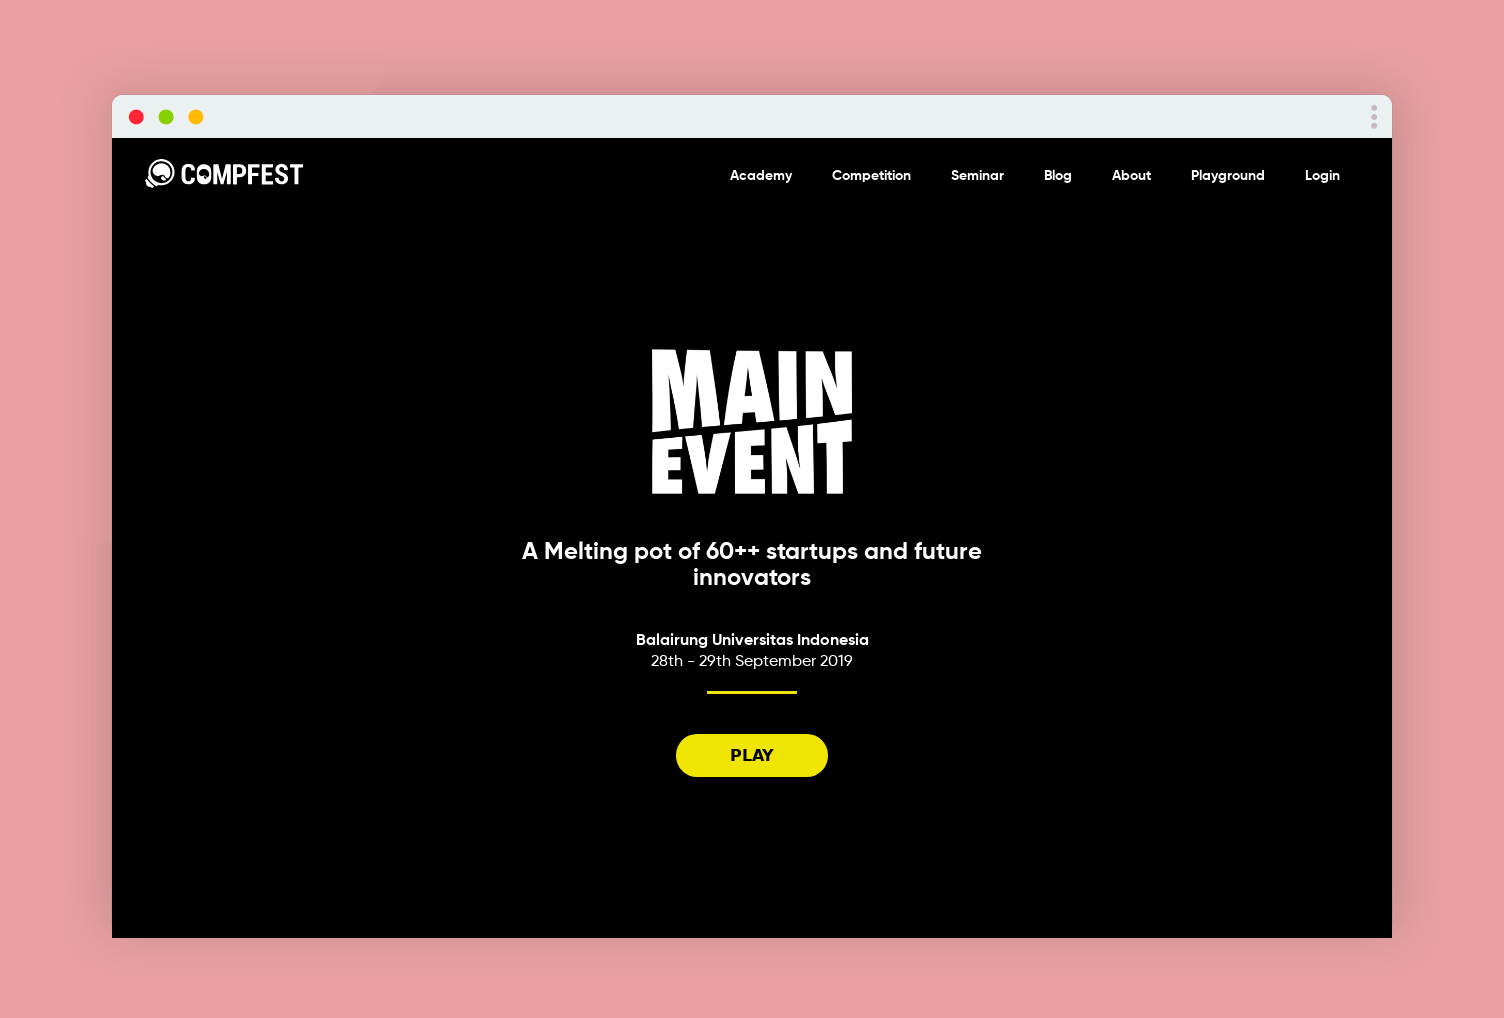 COMPFEST
Academy Competition Seminar Blog About Playground Login
MAIN
EVENT
A Melting pot of 60++ startups and future
innovators
Balairung Universitas Indonesia
28th - 29th September 2019
PLAY